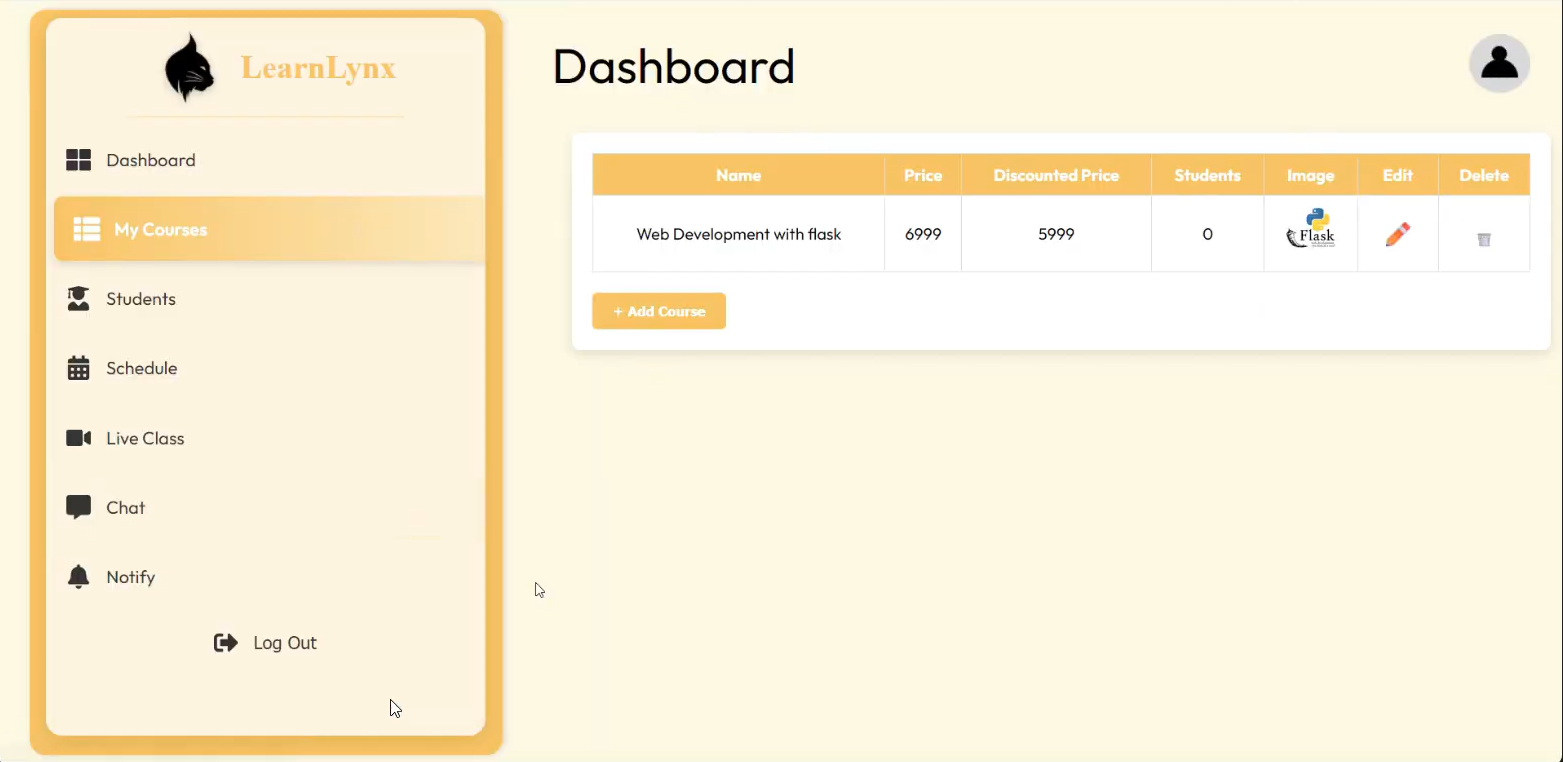 LearnLynx
Dashboard
My Courses
Students
Schedule
Live Class
Chat
Notify
Log Out
Dashboard
Name Price Discounted Price Students Image Edit Delete
Web Development with flask 6999 5999 0 Flask
+ Add Course